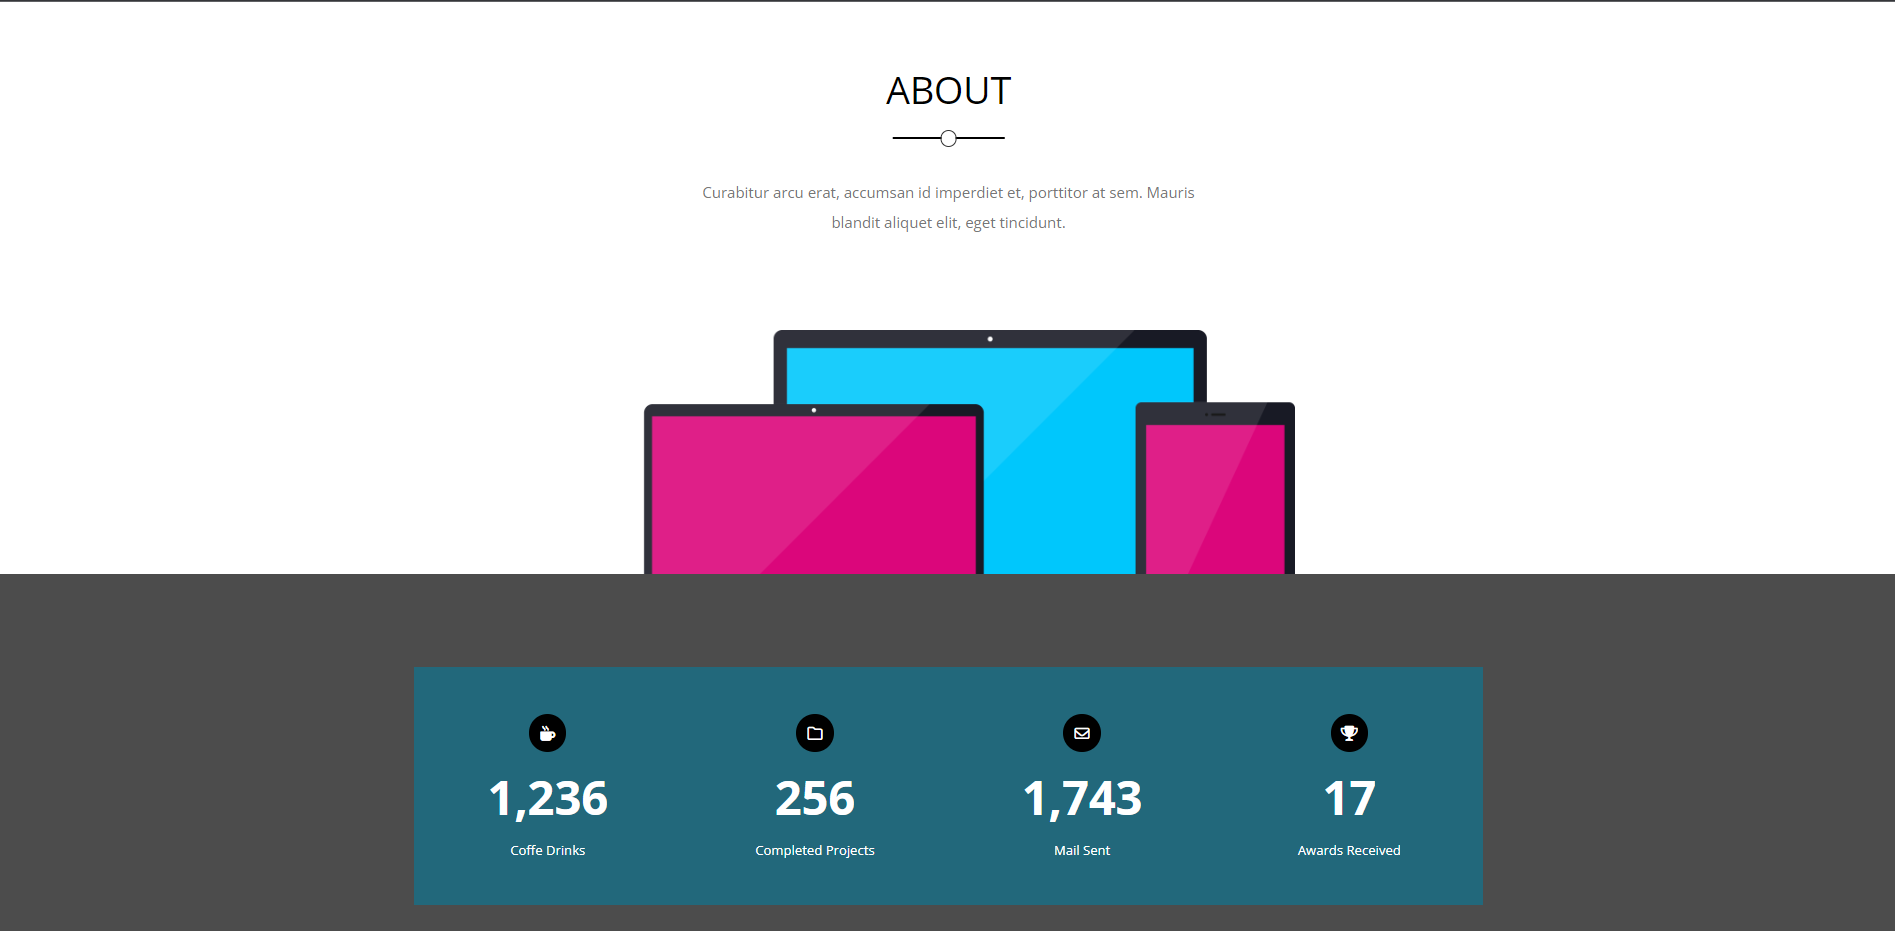 ABOUT
Curabitur arcu erat, accumsan id imperdiet et, porttitor at sem. Mauris
blandit aliquet elit, eget tincidunt.
1,236
Coffe Drinks
256
Completed Projects
1,743
Mail Sent
17
Awards Received